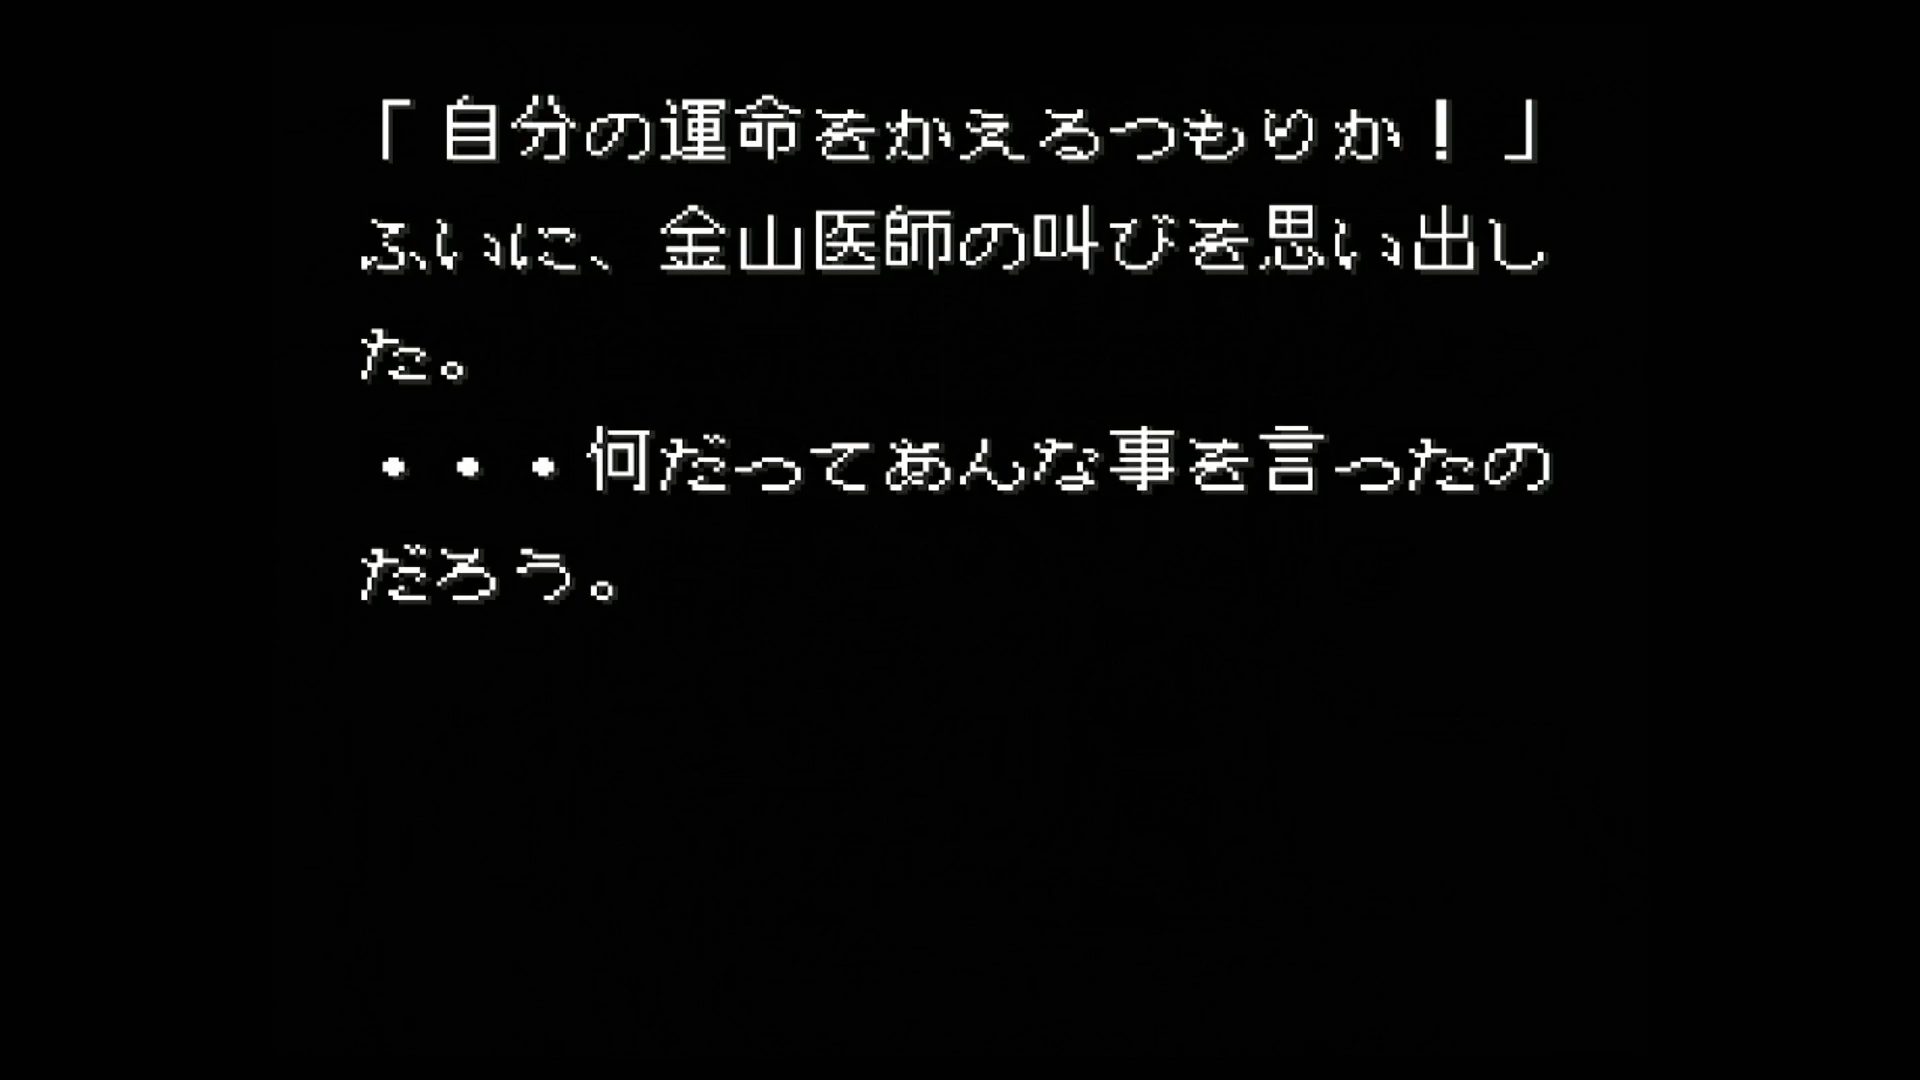 「自分の運命をかえるつもりか！」
ふいに、金山医師の叫びを思い出し
た。
・・・何だってあんな事を言ったの
だろう。